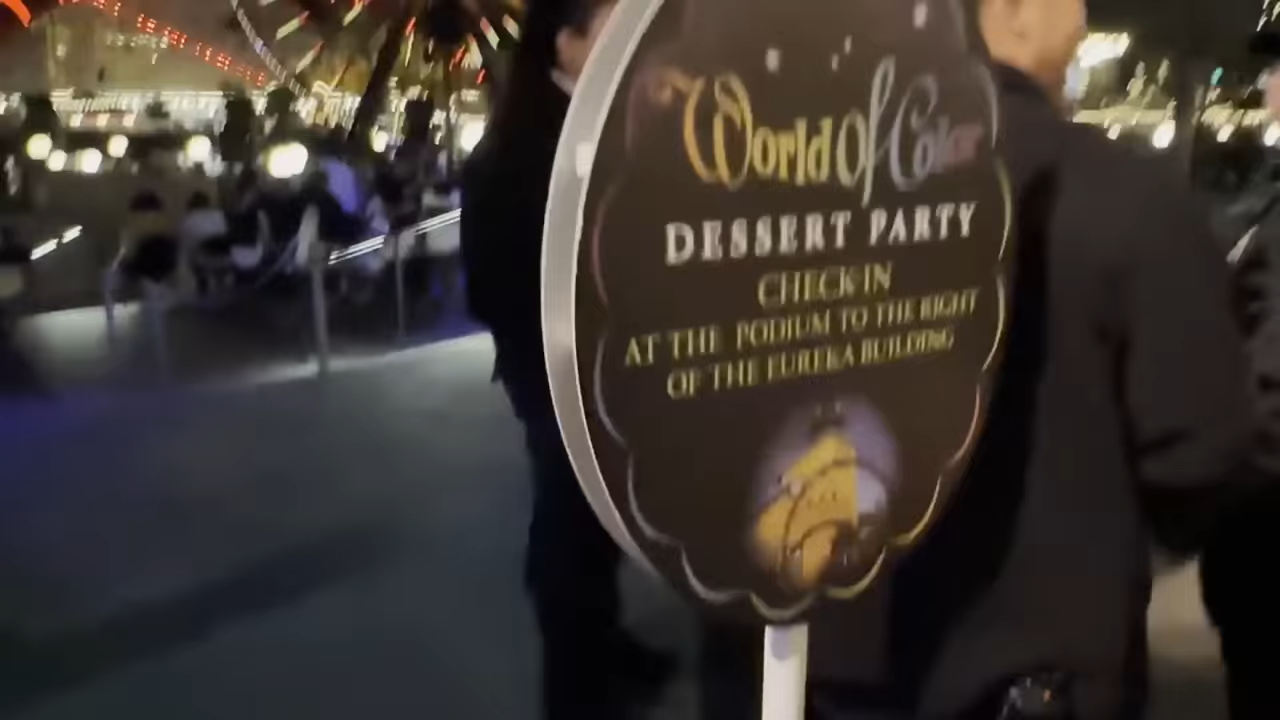 World Of Color
DESSERT PARTY
CHECK-IN
AT THE PODIUM TO THE RIGHT
OF THE EUREKA BUILDING